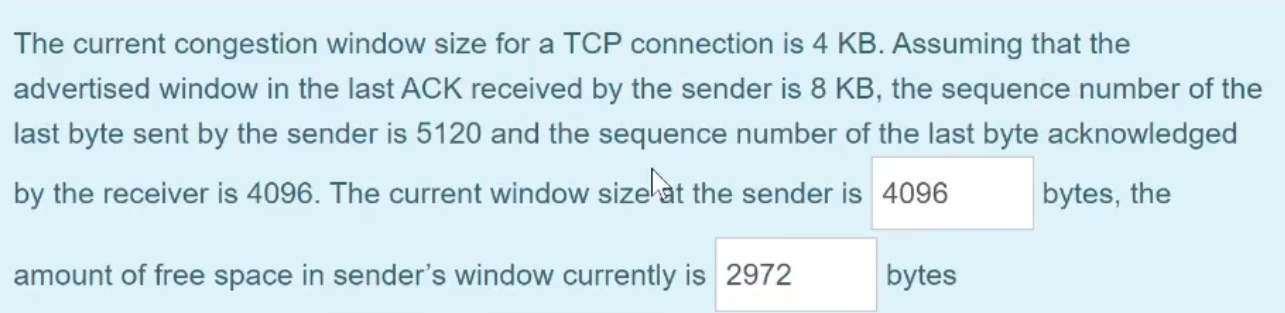 The current congestion window size for a TCP connection is 4 KB. Assuming that the
advertised window in the last ACK received by the sender is 8 KB, the sequence number of the
last byte sent by the sender is 5120 and the sequence number of the last byte acknowledged
by the receiver is 4096. The current window size at the sender is 4096 bytes, the
amount of free space in sender's window currently is 2972 bytes